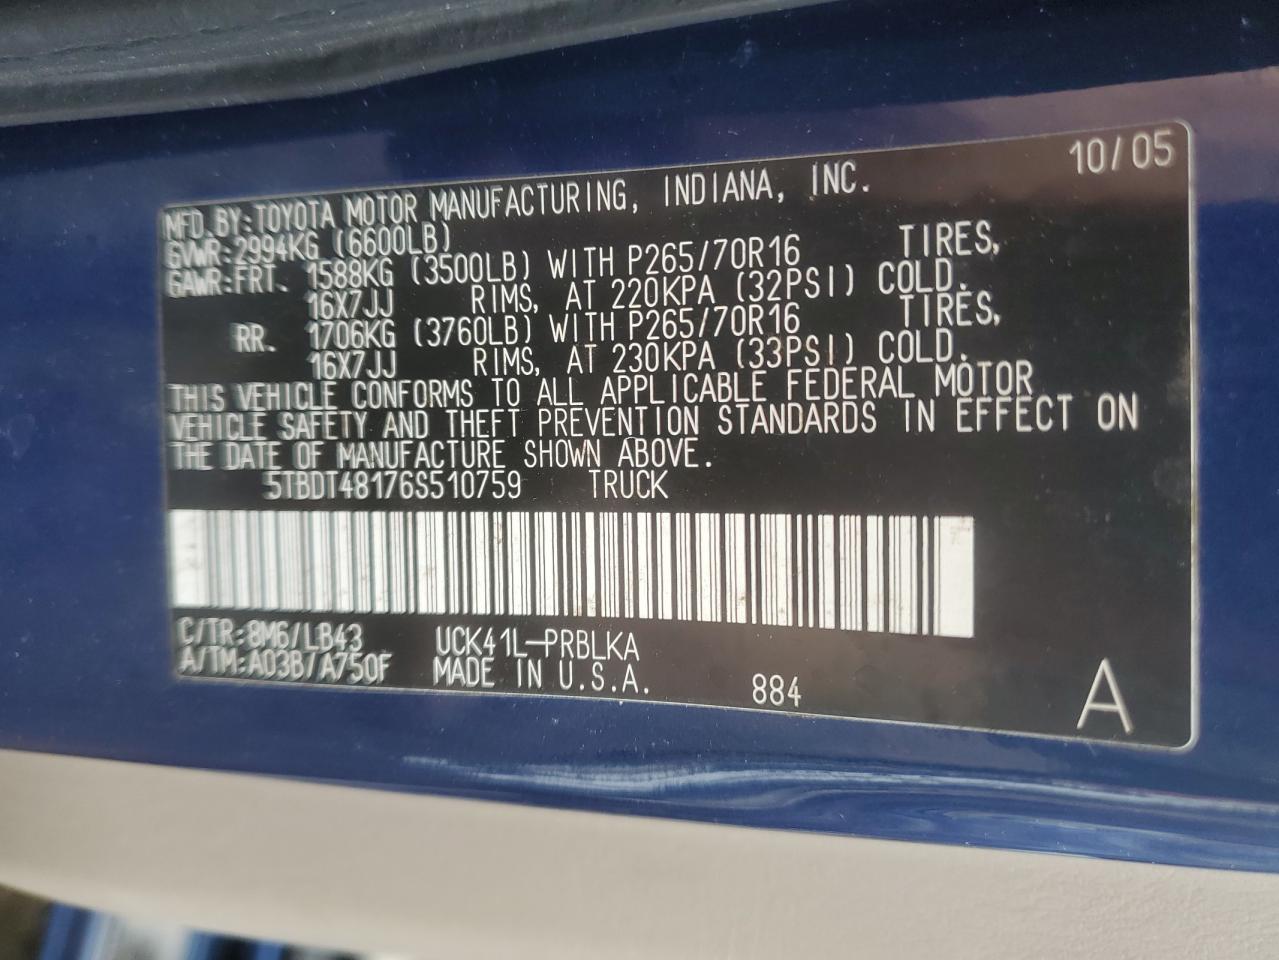 10/05
MFD.BY:TOYOTA MOTOR MANUFACTURING, INDIANA, INC.
GVWR:2994KG (6600LB)
GAWR:FRT. 1588KG (3500LB) WITH P265/70R16 TIRES,
16X7JJ RIMS, AT 220KPA (32PSI) COLD.
RR. 1706KG (3760LB) WITH P265/70R16 TIRES,
16X7JJ RIMS, AT 230KPA (33PSI) COLD.
THIS VEHICLE CONFORMS TO ALL APPLICABLE FEDERAL MOTOR
VEHICLE SAFETY AND THEFT PREVENTION STANDARDS IN EFFECT ON
THE DATE OF MANUFACTURE SHOWN ABOVE.
5TBDT48176S510759 TRUCK
C/TR:8M6/LB43 UCK41L-PRBLKA
A/TM:A03B/A750F MADE IN U.S.A. 884
A